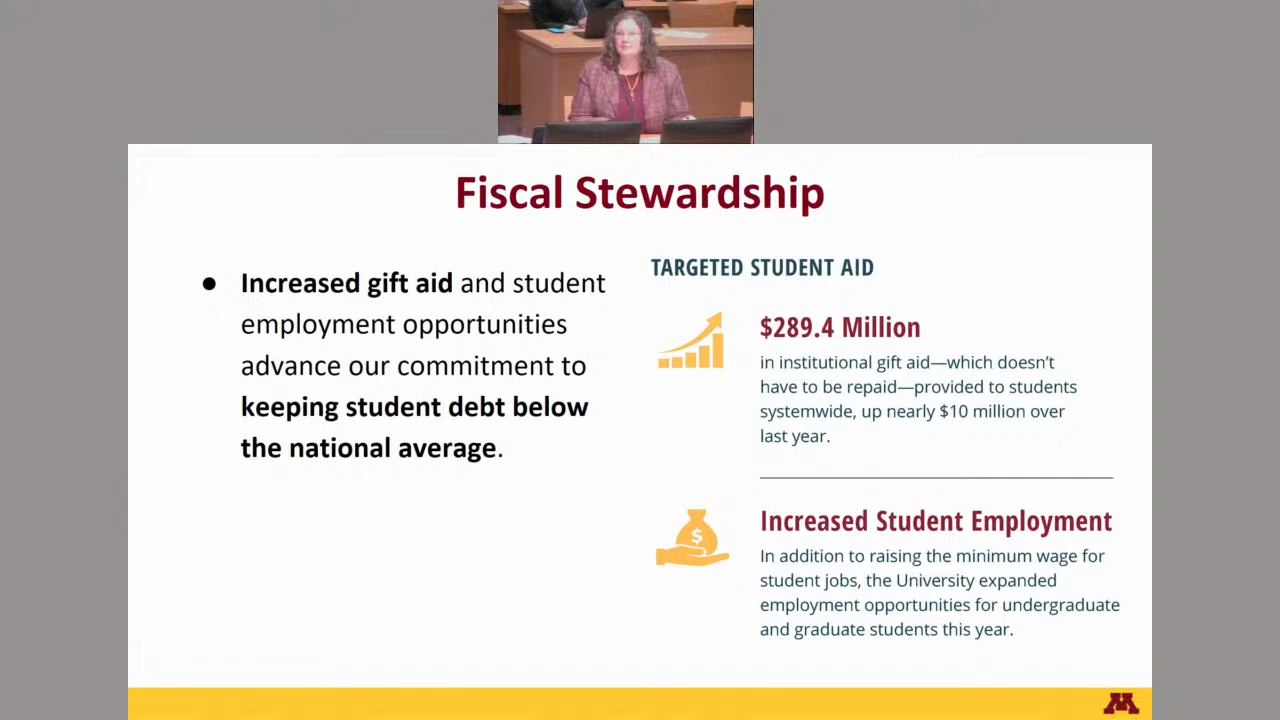 Fiscal Stewardship
● Increased gift aid and student
employment opportunities
advance our commitment to
keeping student debt below
the national average.
TARGETED STUDENT AID
$289.4 Million
in institutional gift aid—which doesn’t
have to be repaid—provided to students
systemwide, up nearly $10 million over
last year.
$
Increased Student Employment
In addition to raising the minimum wage for
student jobs, the University expanded
employment opportunities for undergraduate
and graduate students this year.
M